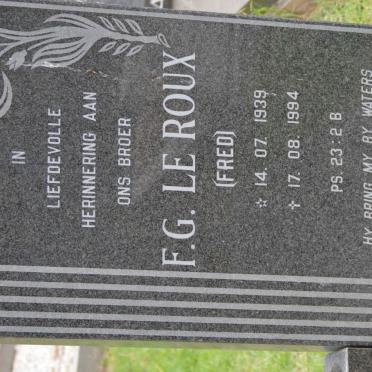 IN
LIEFDEVOLLE
HERINNERING AAN
ONS BROER
F.G. LE ROUX
(FRED)
☆ 14. 07. 1939
✝ 17. 08. 1994
PS. 23 : 2 B
HY BRING MY BY WATERS